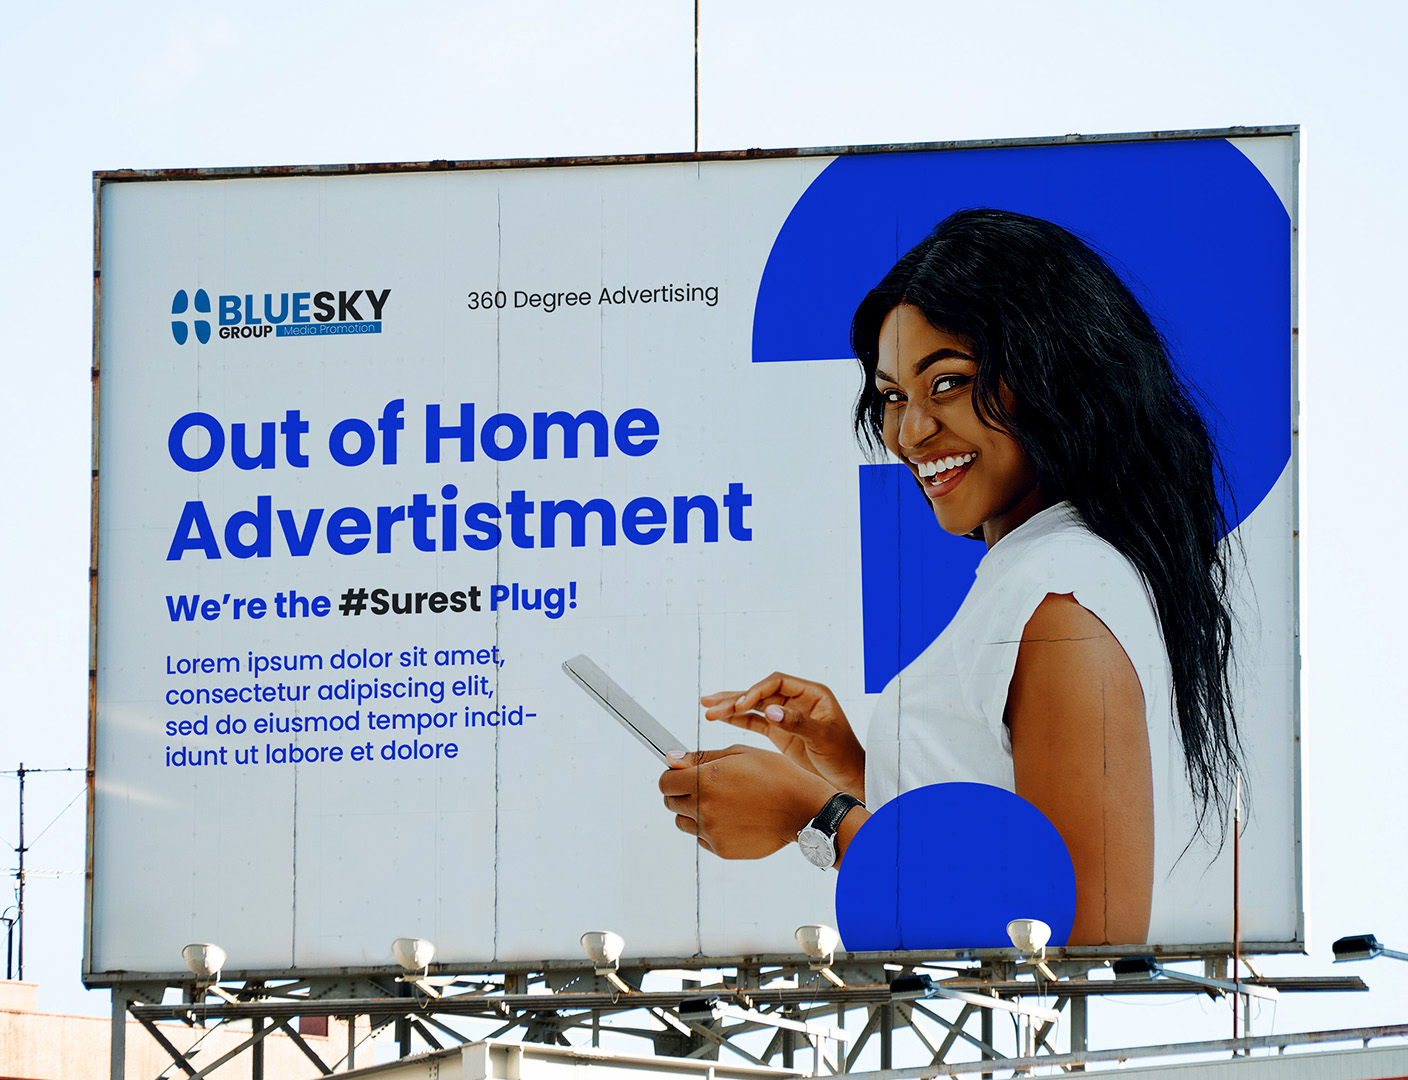 BLUESKY
GROUP Media Promotion
360 Degree Advertising
Out of Home
Advertistment
We're the #Surest Plug!
Lorem ipsum dolor sit amet,
consectetur adipiscing elit,
sed do eiusmod tempor incid-
idunt ut labore et dolore